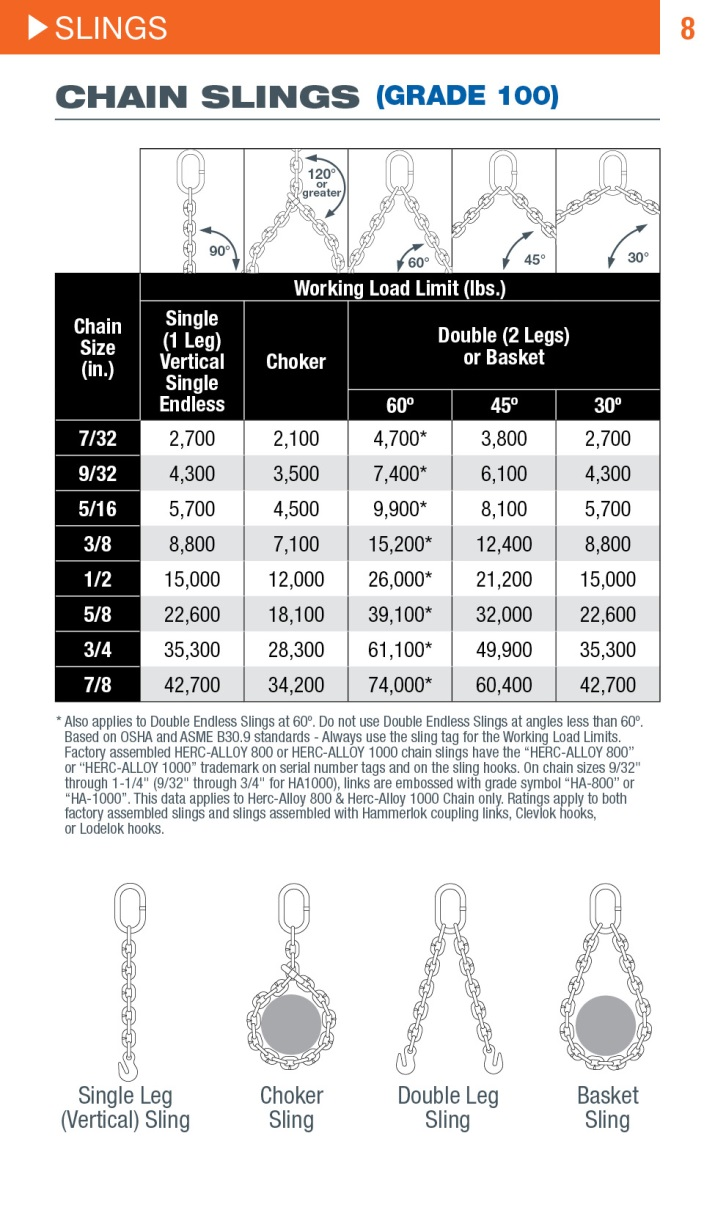 SLINGS
8
CHAIN SLINGS (GRADE 100)
120°
or
greater
90°
60°
45°
30°
Working Load Limit (lbs.)
Chain
Size
(in.)
Single
(1 Leg)
Vertical
Single
Endless
Choker
Double (2 Legs)
or Basket
60º 45º 30º
7/32 2,700 2,100 4,700* 3,800 2,700
9/32 4,300 3,500 7,400* 6,100 4,300
5/16 5,700 4,500 9,900* 8,100 5,700
3/8 8,800 7,100 15,200* 12,400 8,800
1/2 15,000 12,000 26,000* 21,200 15,000
5/8 22,600 18,100 39,100* 32,000 22,600
3/4 35,300 28,300 61,100* 49,900 35,300
7/8 42,700 34,200 74,000* 60,400 42,700
* Also applies to Double Endless Slings at 60º. Do not use Double Endless Slings at angles less than 60º.
Based on OSHA and ASME B30.9 standards - Always use the sling tag for the Working Load Limits.
Factory assembled HERC-ALLOY 800 or HERC-ALLOY 1000 chain slings have the “HERC-ALLOY 800”
or “HERC-ALLOY 1000” trademark on serial number tags and on the sling hooks. On chain sizes 9/32"
through 1-1/4" (9/32" through 3/4" for HA1000), links are embossed with grade symbol “HA-800” or
“HA-1000”. This data applies to Herc-Alloy 800 & Herc-Alloy 1000 Chain only. Ratings apply to both
factory assembled slings and slings assembled with Hammerlok coupling links, Clevlok hooks,
or Lodelok hooks.
Single Leg
(Vertical) Sling
Choker
Sling
Double Leg
Sling
Basket
Sling